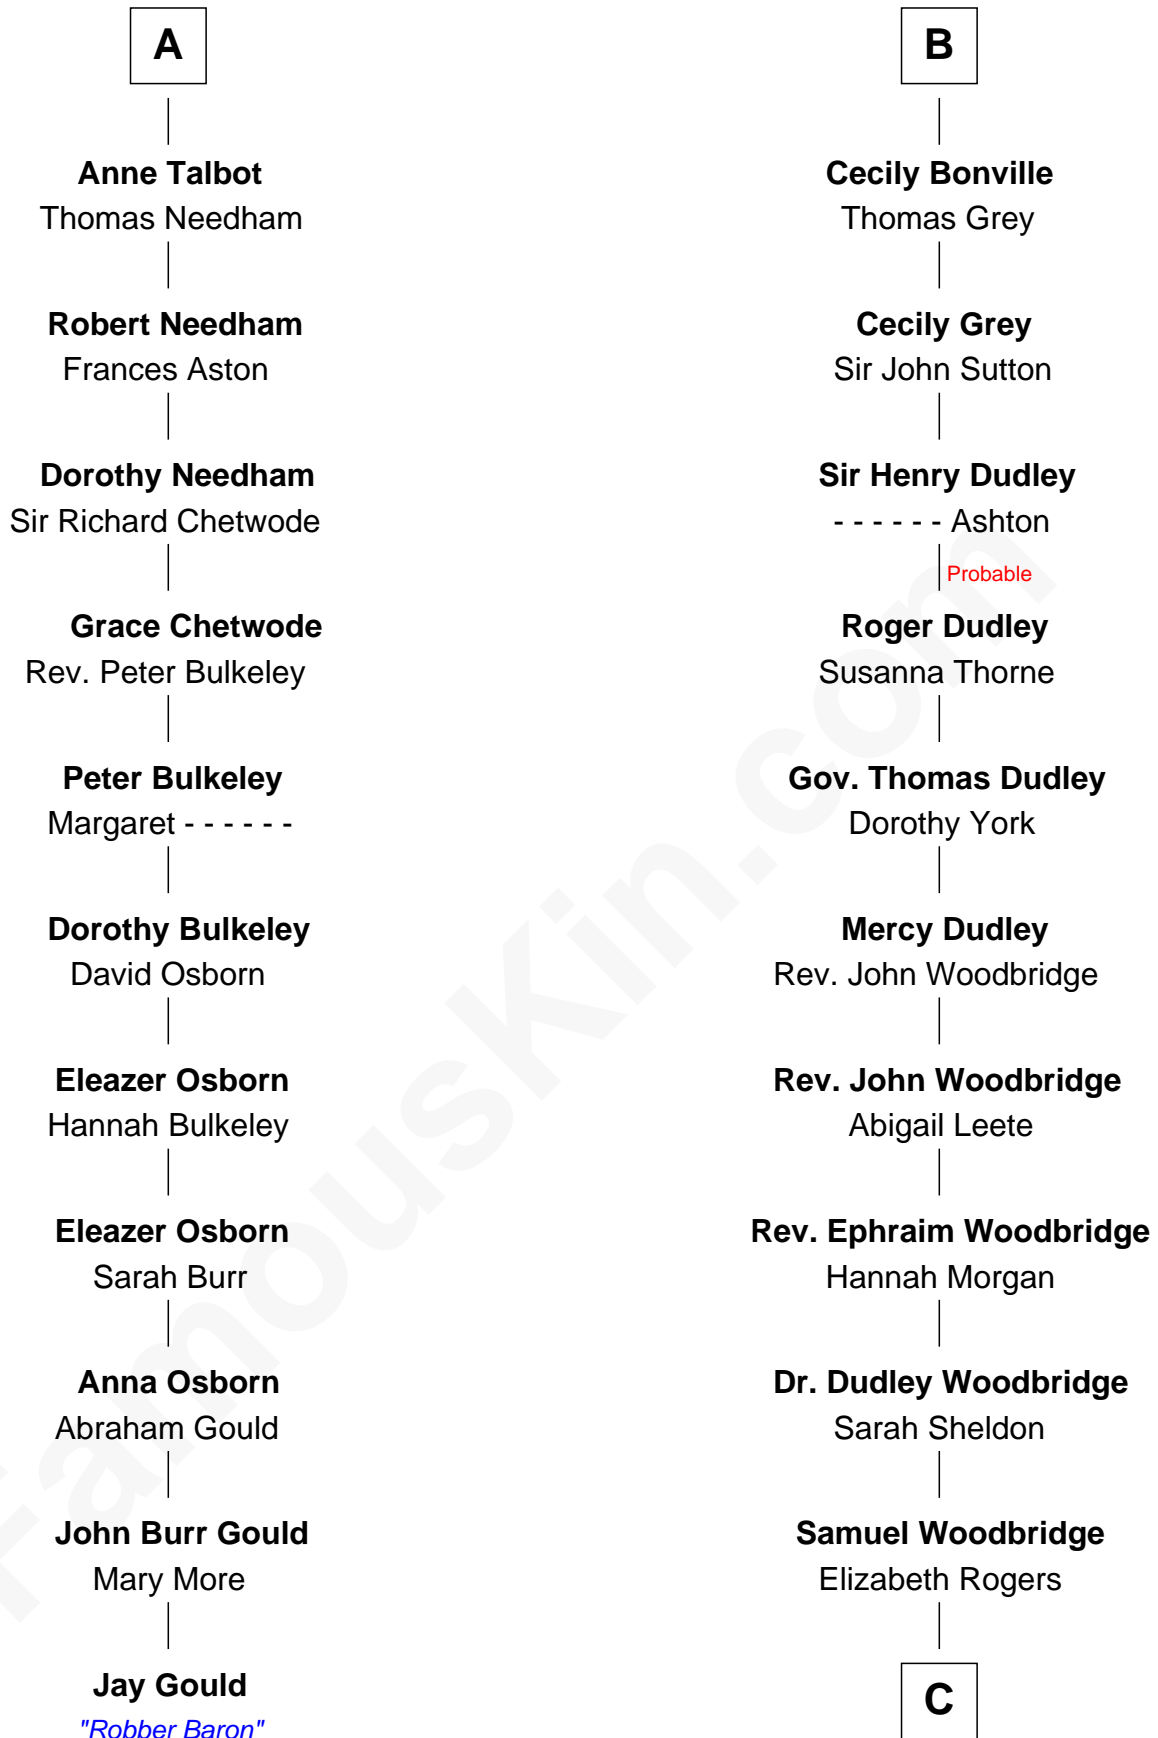 A
Anne Talbot
Thomas Needham
Robert Needham
Frances Aston
Dorothy Needham
Sir Richard Chetwode
Grace Chetwode
Rev. Peter Bulkeley
Peter Bulkeley
Margaret - - - - - -
Dorothy Bulkeley
David Osborn
Eleazer Osborn
Hannah Bulkeley
Eleazer Osborn
Sarah Burr
Anna Osborn
Abraham Gould
John Burr Gould
Mary More
Jay Gould
"Robber Baron"
B
Cecily Bonville
Thomas Grey
Cecily Grey
Sir John Sutton
Sir Henry Dudley
- - - - - - Ashton
Probable
Roger Dudley
Susanna Thorne
Gov. Thomas Dudley
Dorothy York
Mercy Dudley
Rev. John Woodbridge
Rev. John Woodbridge
Abigail Leete
Rev. Ephraim Woodbridge
Hannah Morgan
Dr. Dudley Woodbridge
Sarah Sheldon
Samuel Woodbridge
Elizabeth Rogers
C
FamousKin.com